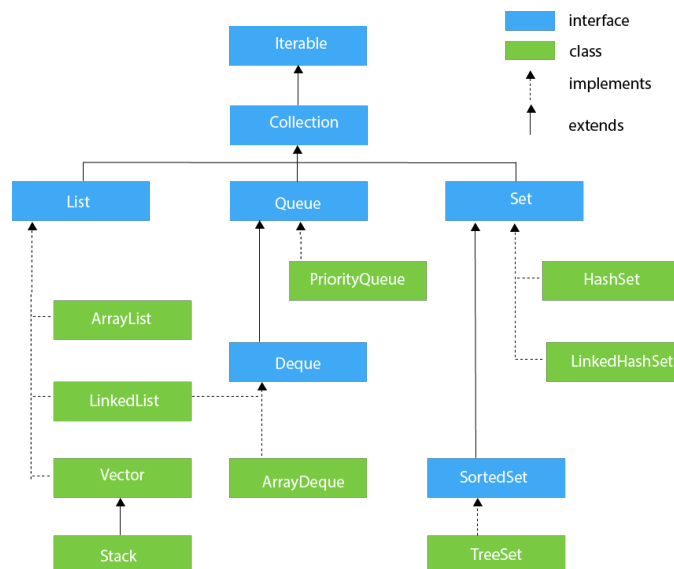 interface
Iterable
class
implements
Collection
extends
List
Queue
Set
PriorityQueue
HashSet
ArrayList
Deque
LinkedHashSet
LinkedList
Vector
ArrayDeque
SortedSet
Stack
TreeSet